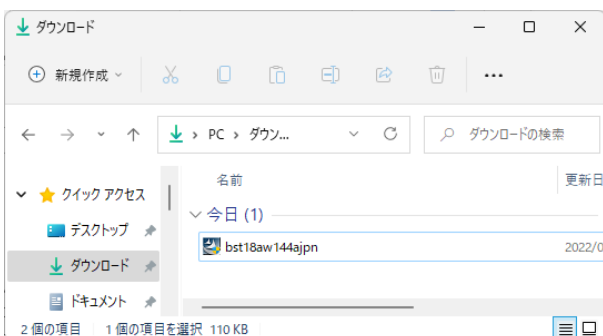 ダウンロード
新規作成
PC › ダウン...
ダウンロードの検索
名前
更新日
クイック アクセス
今日 (1)
デスクトップ
bst18aw144ajpn
2022/0
ダウンロード
ドキュメント
2 個の項目
1 個の項目を選択 110 KB